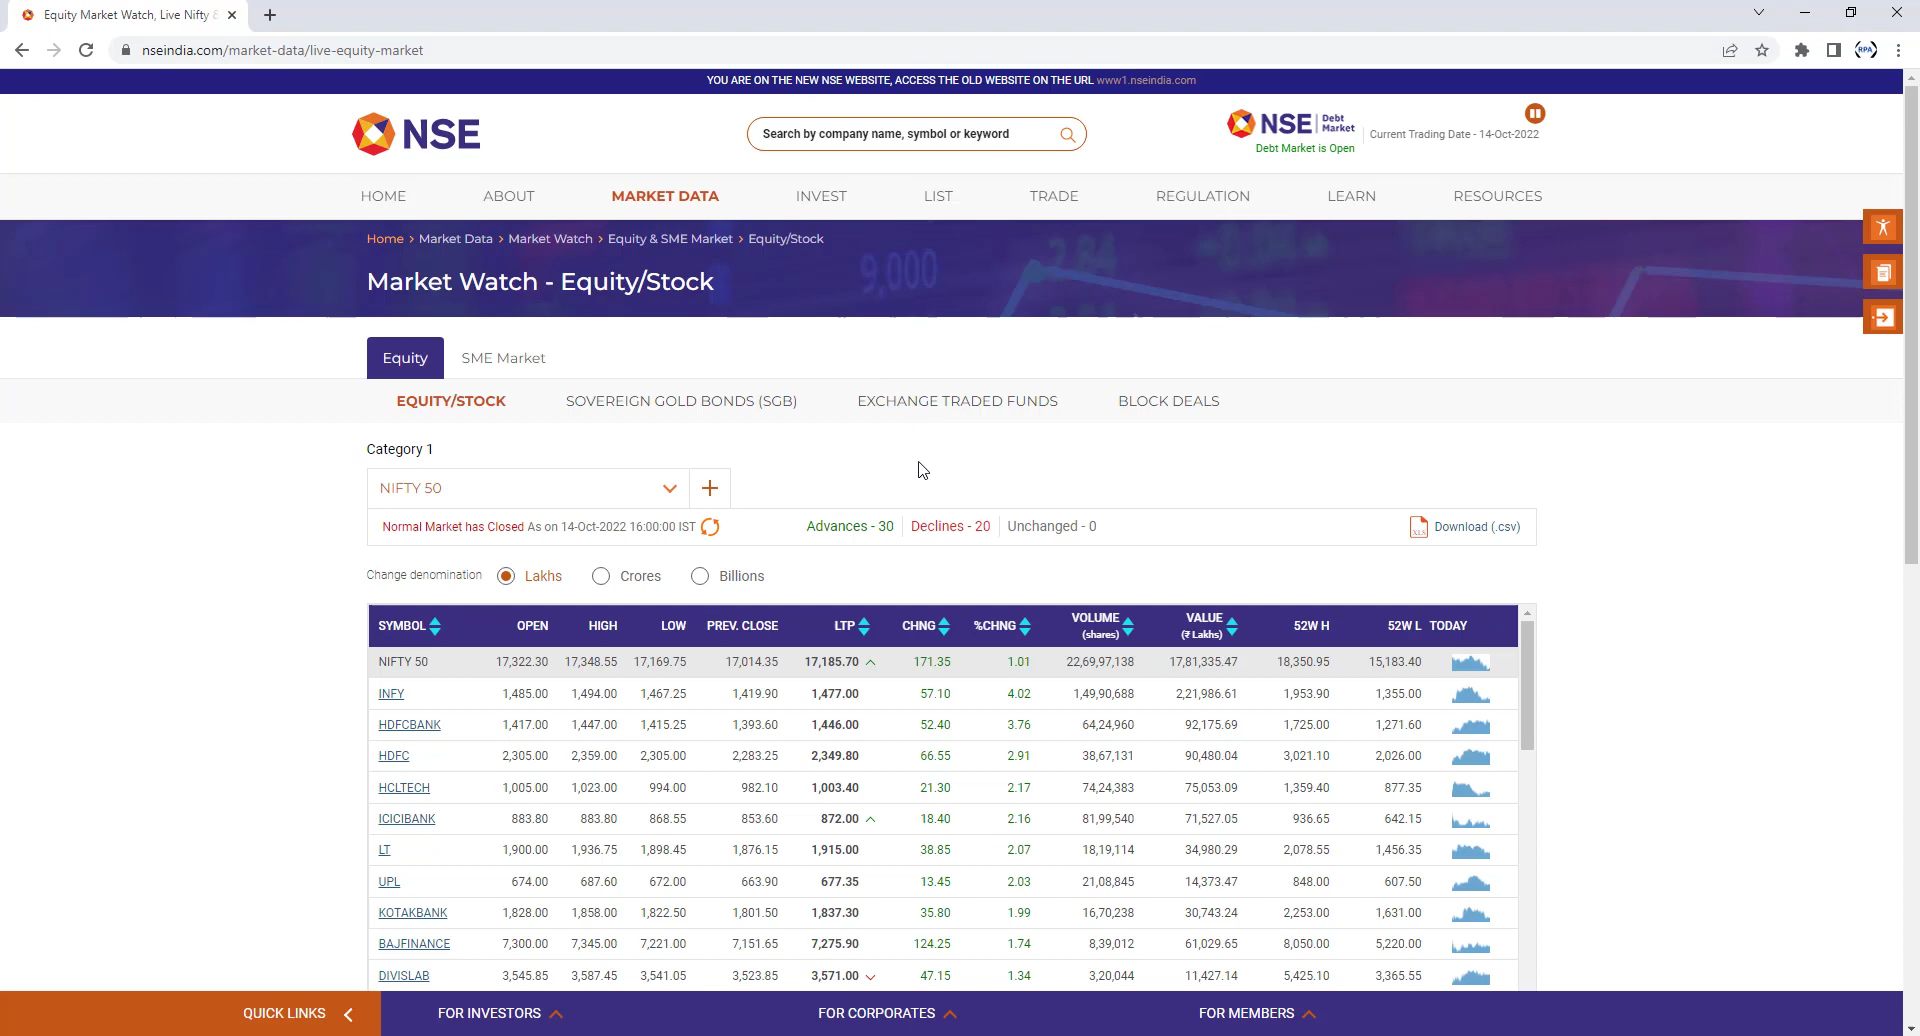 Equity Market Watch, Live Nifty
nseindia.com/market-data/live-equity-market
RPA
YOU ARE ON THE NEW NSE WEBSITE, ACCESS THE OLD WEBSITE ON THE URL www1.nseindia.com
NSE
Search by company name, symbol or keyword
NSE Debt Market
Debt Market is Open
Current Trading Date - 14-Oct-2022
HOME ABOUT MARKET DATA INVEST LIST TRADE REGULATION LEARN RESOURCES
Home > Market Data > Market Watch > Equity & SME Market > Equity/Stock
Market Watch - Equity/Stock
9,000
2.84
Equity SME Market
EQUITY/STOCK SOVEREIGN GOLD BONDS (SGB) EXCHANGE TRADED FUNDS BLOCK DEALS
Category 1
NIFTY 50
Normal Market has Closed As on 14-Oct-2022 16:00:00 IST Advances - 30 Declines - 20 Unchanged - 0 XLS Download (.csv)
Change denomination Lakhs Crores Billions
SYMBOL OPEN HIGH LOW PREV. CLOSE LTP CHNG %CHNG VOLUME (shares) VALUE (₹ Lakhs) 52W H 52W L TODAY
NIFTY 50 17,322.30 17,348.55 17,169.75 17,014.35 17,185.70 171.35 1.01 22,69,97,138 17,81,335.47 18,350.95 15,183.40
INFY 1,485.00 1,494.00 1,467.25 1,419.90 1,477.00 57.10 4.02 1,49,90,688 2,21,986.61 1,953.90 1,355.00
HDFCBANK 1,417.00 1,447.00 1,415.25 1,393.60 1,446.00 52.40 3.76 64,24,960 92,175.69 1,725.00 1,271.60
HDFC 2,305.00 2,359.00 2,305.00 2,283.25 2,349.80 66.55 2.91 38,67,131 90,480.04 3,021.10 2,026.00
HCLTECH 1,005.00 1,023.00 994.00 982.10 1,003.40 21.30 2.17 74,24,383 75,053.09 1,359.40 877.35
ICICIBANK 883.80 883.80 868.55 853.60 872.00 18.40 2.16 81,99,540 71,527.05 936.65 642.15
LT 1,900.00 1,936.75 1,898.45 1,876.15 1,915.00 38.85 2.07 18,19,114 34,980.29 2,078.55 1,456.35
UPL 674.00 687.60 672.00 663.90 677.35 13.45 2.03 21,08,845 14,373.47 848.00 607.50
KOTAKBANK 1,828.00 1,858.00 1,822.50 1,801.50 1,837.30 35.80 1.99 16,70,238 30,743.24 2,253.00 1,631.00
BAJFINANCE 7,300.00 7,345.00 7,221.00 7,151.65 7,275.90 124.25 1.74 8,39,012 61,029.65 8,050.00 5,220.00
DIVISLAB 3,545.85 3,587.45 3,541.05 3,523.85 3,571.00 47.15 1.34 3,20,044 11,427.14 5,425.10 3,365.55
QUICK LINKS FOR INVESTORS FOR CORPORATES FOR MEMBERS